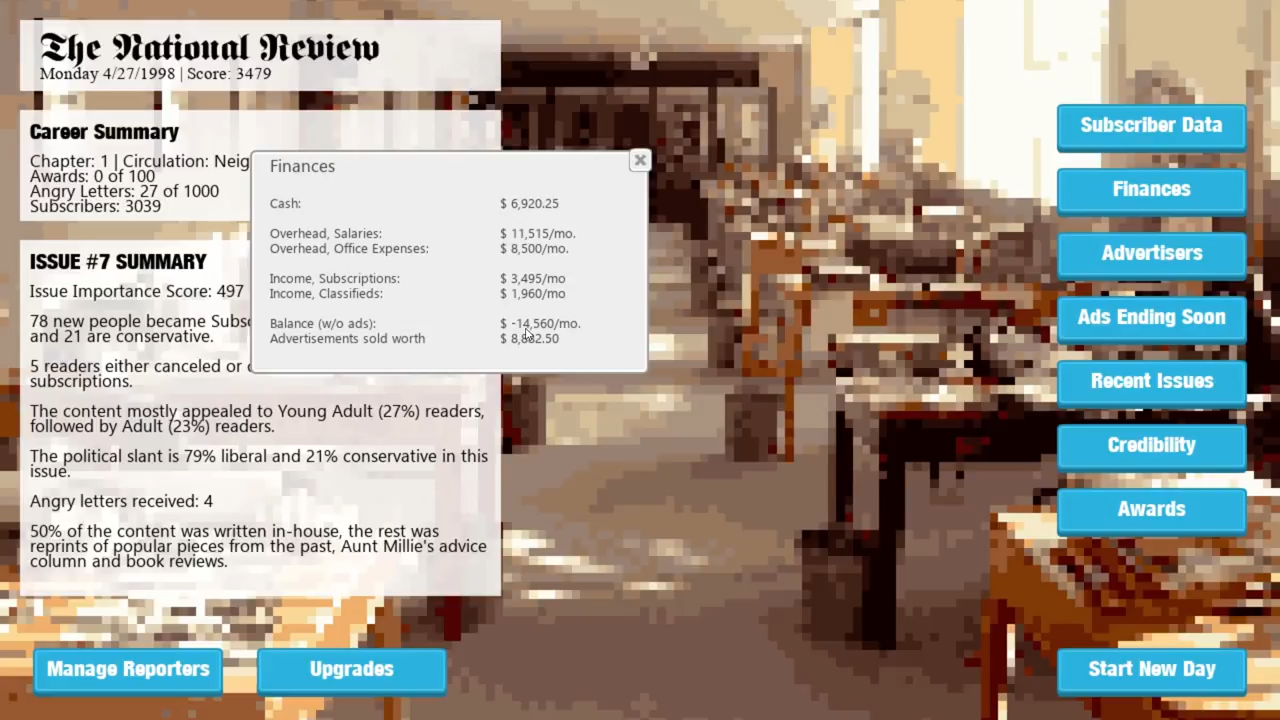 The National Review
Monday 4/27/1998 | Score: 3479
Career Summary
Chapter: 1 | Circulation:
Awards: 0 of 100
Angry Letters: 27 of 1000
Subscribers: 3039
Finances
Cash: $ 6,920.25
Overhead, Salaries: $ 11,515/mo.
Overhead, Office Expenses: $ 8,500/mo.
Income, Subscriptions: $ 3,495/mo
Income, Classifieds: $ 1,960/mo
Balance (w/o ads): $ -14,560/mo.
Advertisements sold worth
ISSUE #7 SUMMARY
Issue Importance Score: 497
78 new people became
and 21 are conservative.
5 readers either canceled or
subscriptions.
The content mostly appealed to Young Adult (27%) readers,
followed by Adult (23%) readers.
The political slant is 79% liberal and 21% conservative in this
issue.
Angry letters received: 4
50% of the content was written in-house, the rest was
reprints of popular pieces from the past, Aunt Millie's advice
column and book reviews.
Subscriber Data
Finances
Advertisers
Ads Ending Soon
Recent Issues
Credibility
Awards
Manage Reporters
Upgrades
Start New Day